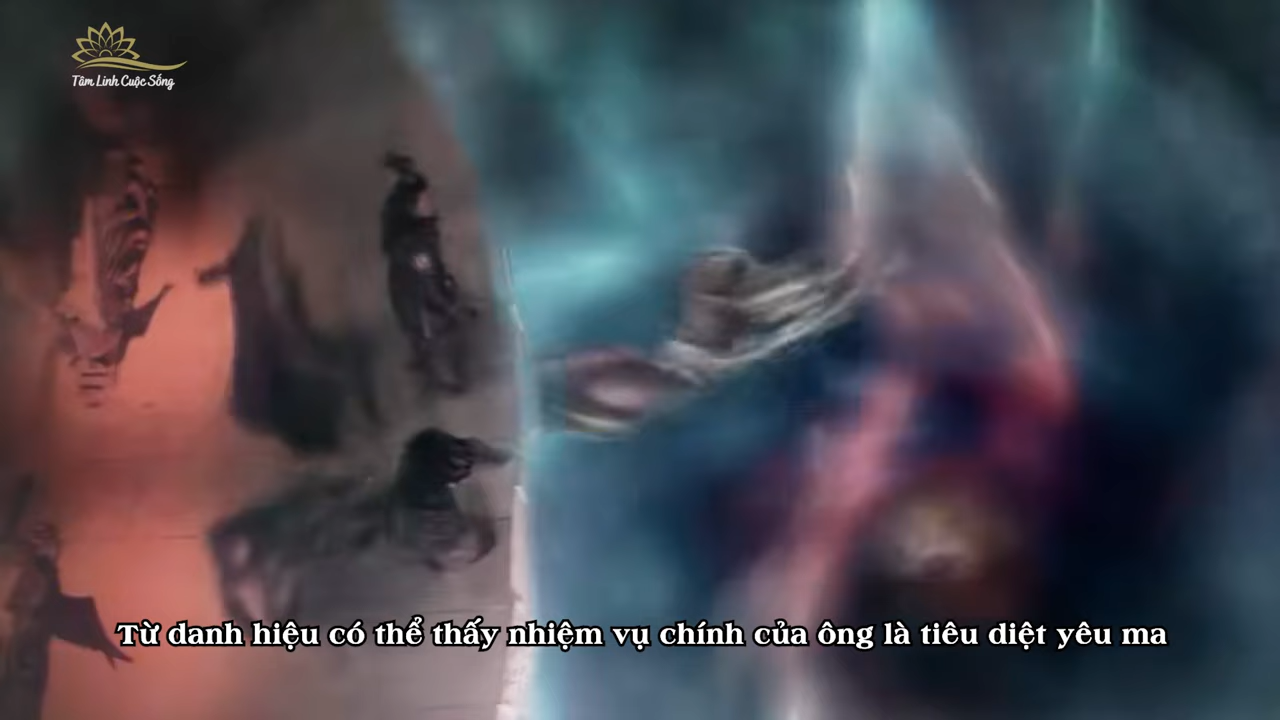 Tâm Linh Cuộc Sống
Từ danh hiệu có thể thấy nhiệm vụ chính của ông là tiêu diệt yêu ma